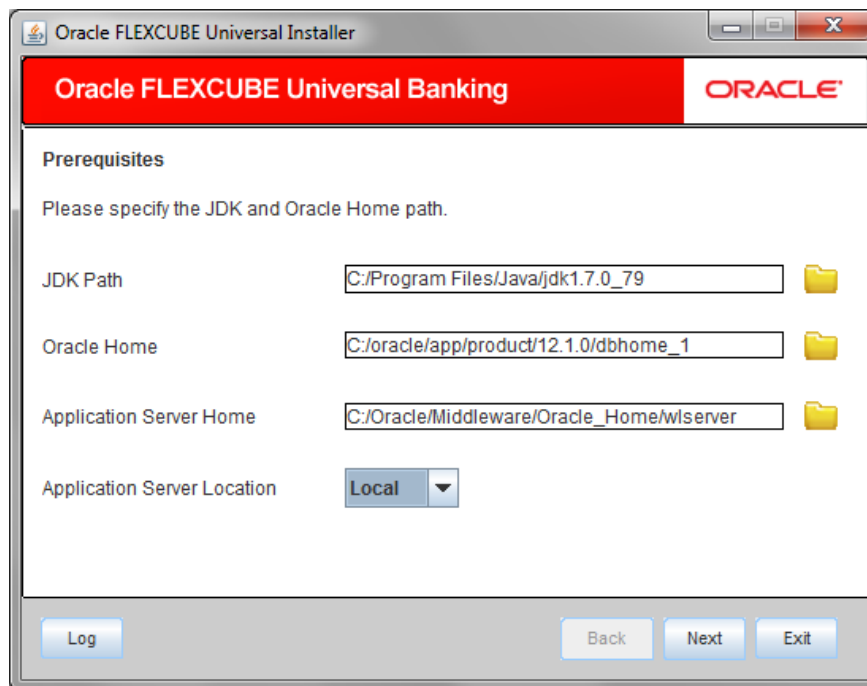 Oracle FLEXCUBE Universal Installer
Oracle FLEXCUBE Universal Banking
ORACLE
Prerequisites
Please specify the JDK and Oracle Home path.
JDK Path C:/Program Files/Java/jdk1.7.0_79
Oracle Home C:/oracle/app/product/12.1.0/dbhome_1
Application Server Home C:/Oracle/Middleware/Oracle_Home/wlserver
Application Server Location Local
Log Back Next Exit